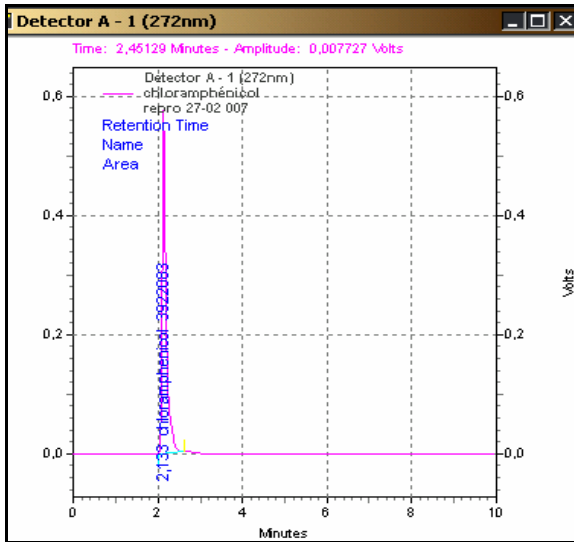 Detector A - 1 (272nm)
Time: 2,45129 Minutes - Amplitude: 0,007727 Volts
Detector A - 1 (272nm)
chloramphénicol
repro 27-02 007
Retention Time
Name
Area
0,6
0,6
0,4
0,4
0,2
0,2
0,0
0,0
2,133 chloramphenicol 3922083
Volts
0
2
4
6
8
10
Minutes